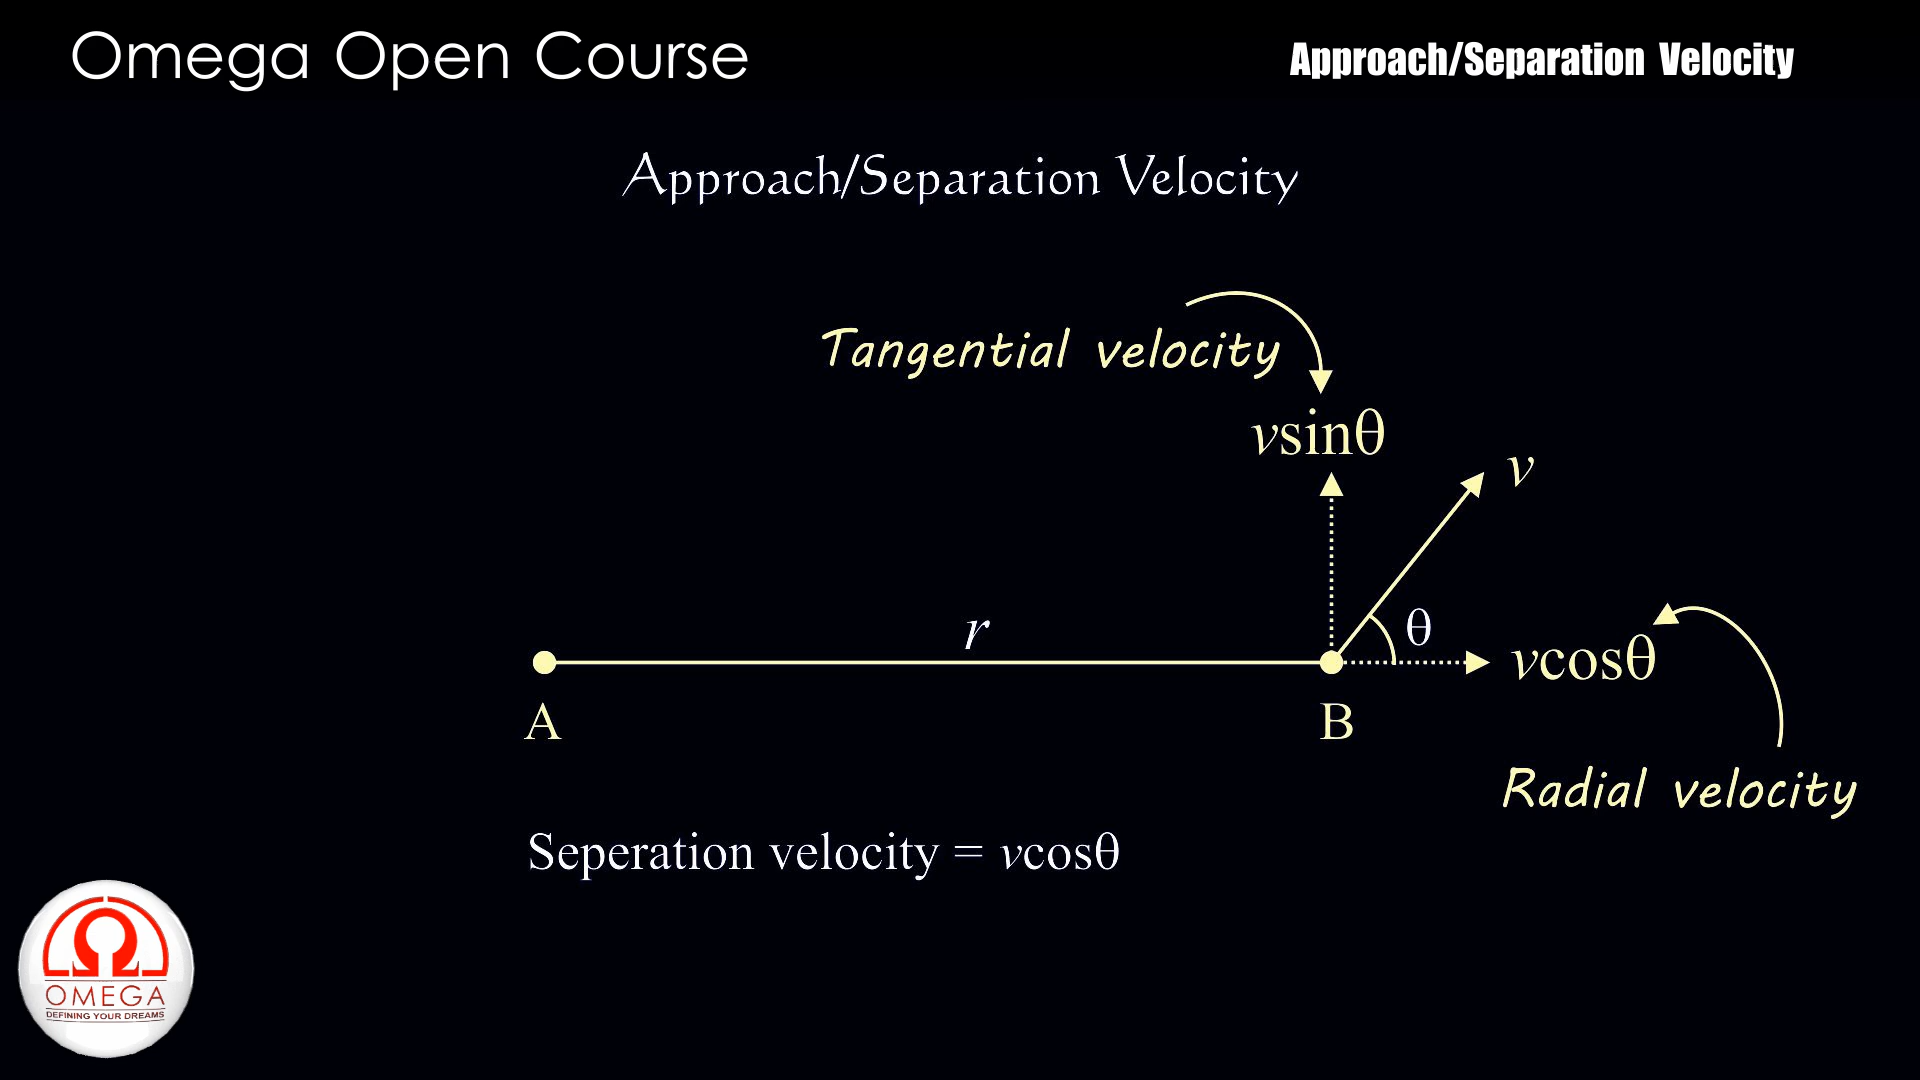 Omega Open Course
Approach/Separation Velocity
Approach/Separation Velocity
Tangential velocity
vsinθ
v
r
θ
vcosθ
A
B
Radial velocity
Seperation velocity = vcosθ
Ω
OMEGA
DEFINING YOUR DREAMS